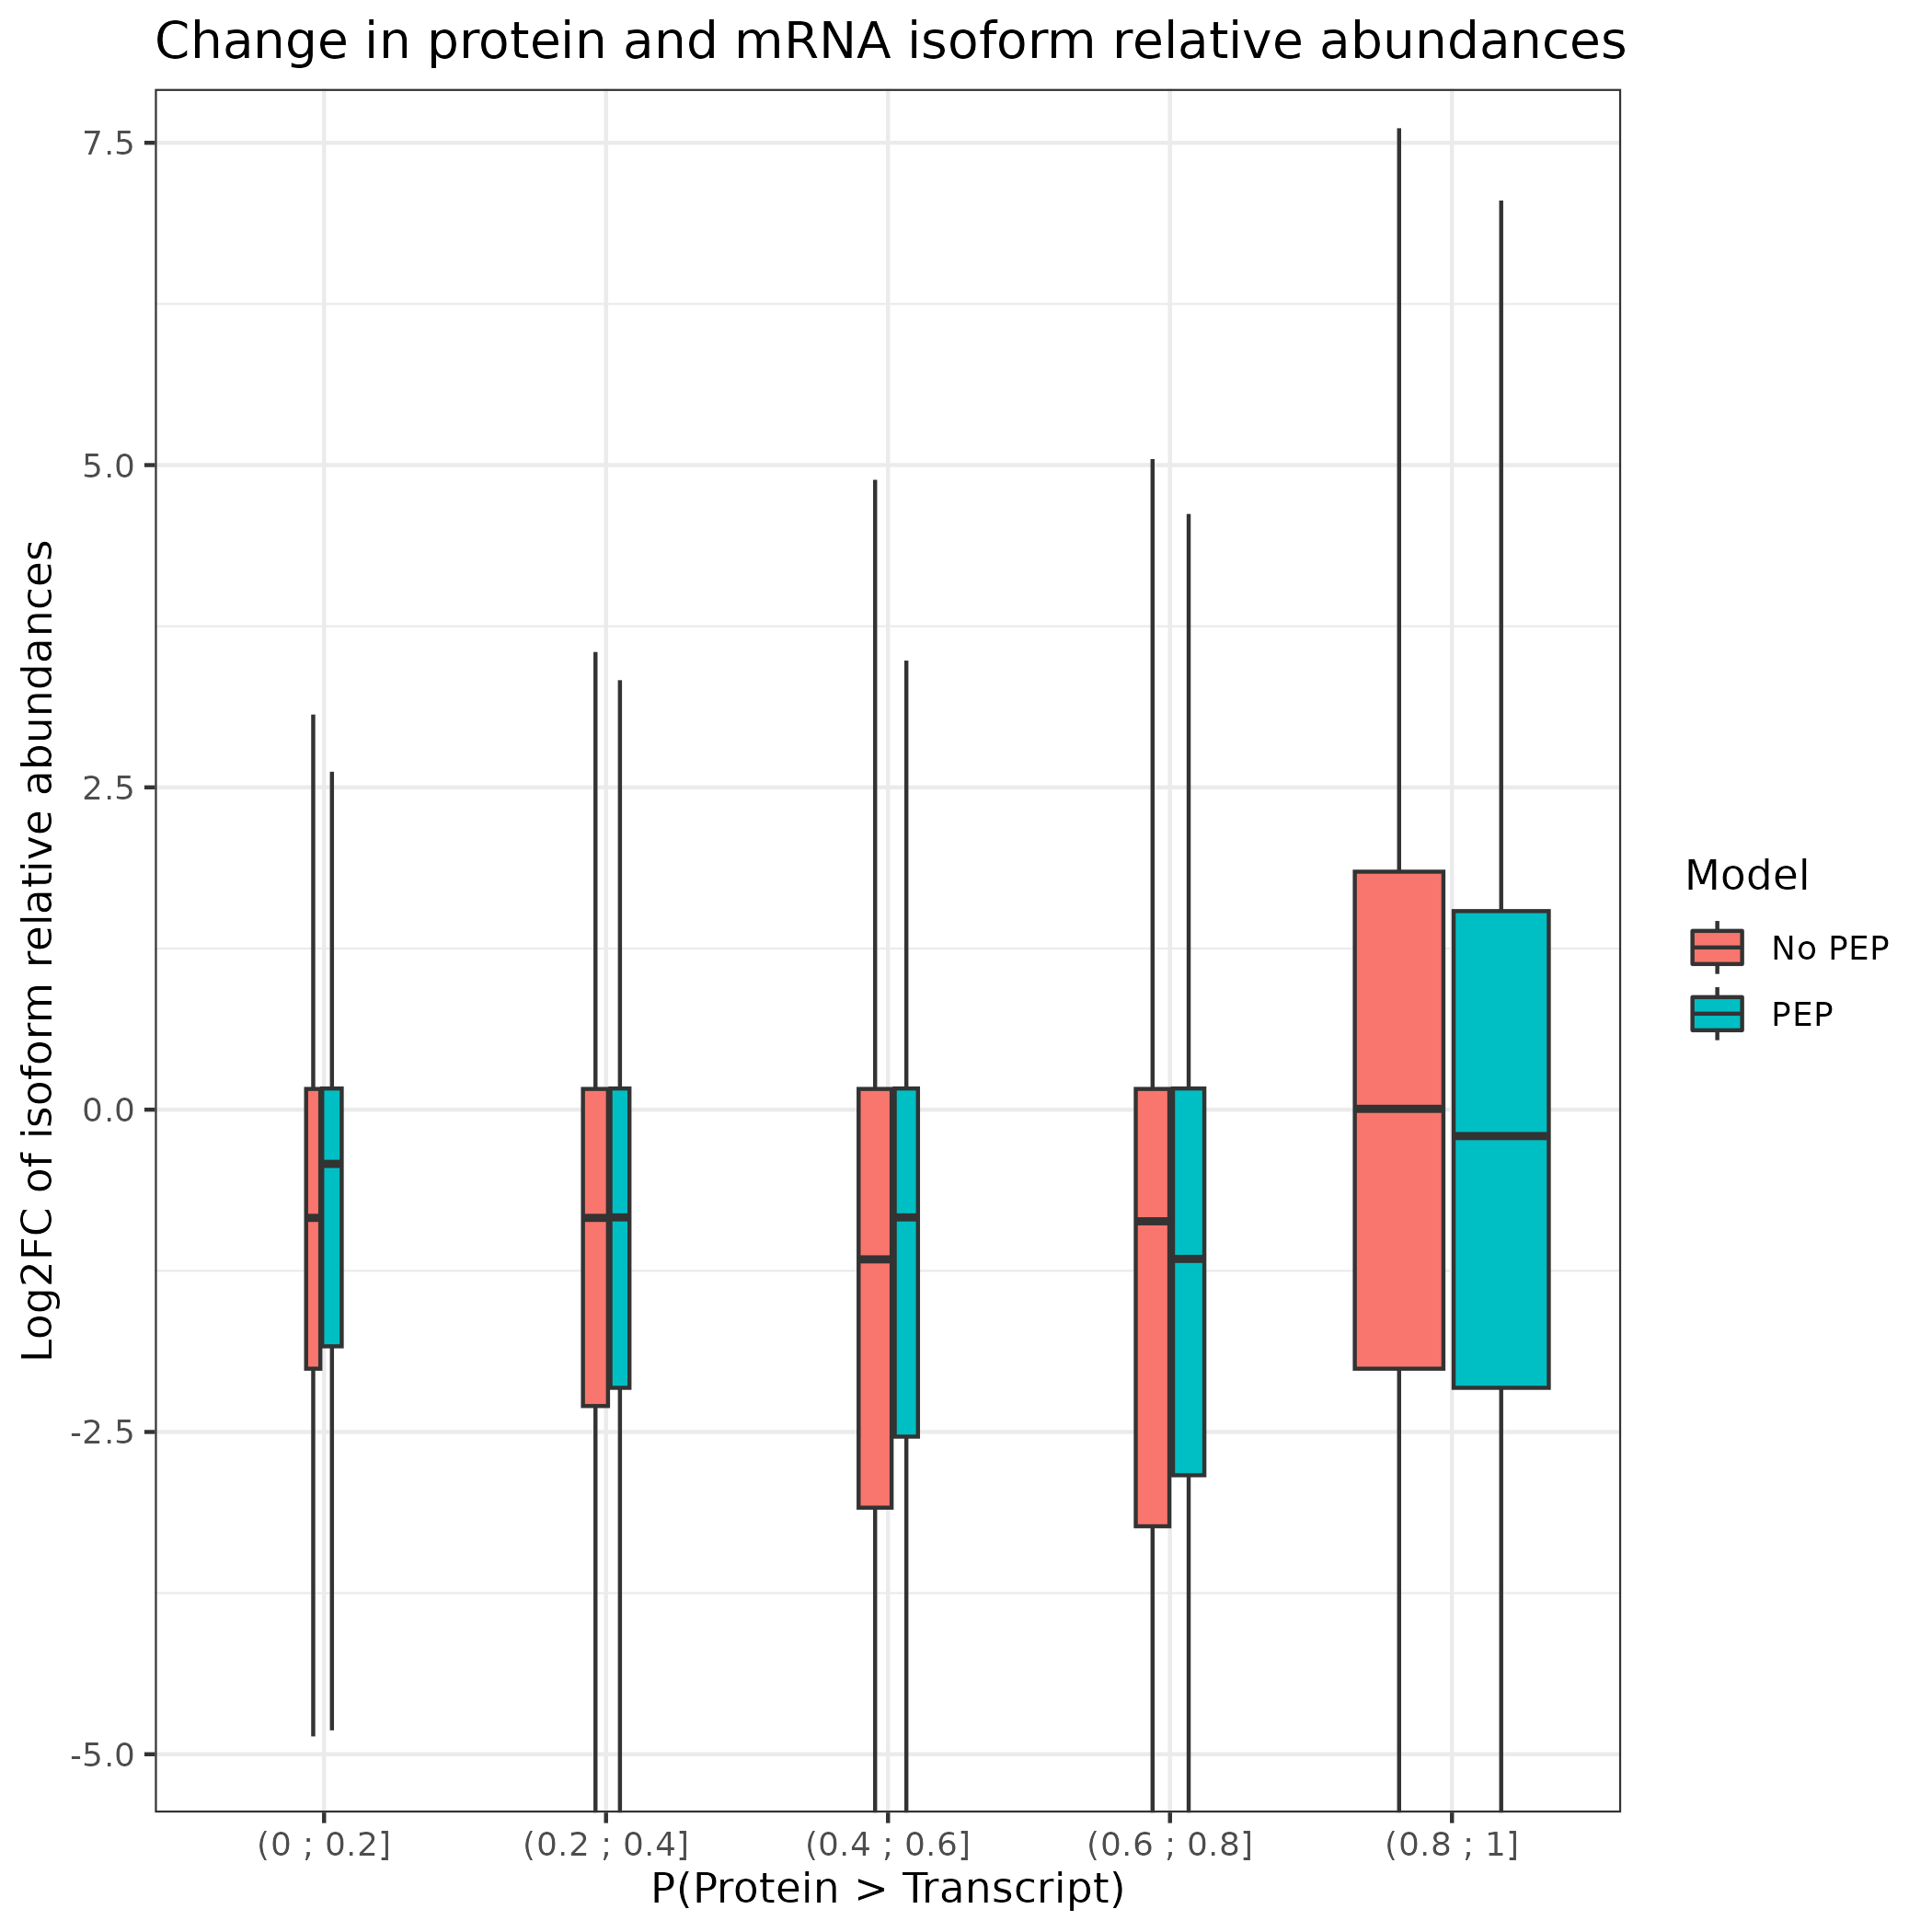 Change in protein and mRNA isoform relative abundances
Log2FC of isoform relative abundances
7.5
5.0
2.5
0.0
-2.5
-5.0
(0 ; 0.2]
(0.2 ; 0.4]
(0.4 ; 0.6]
(0.6 ; 0.8]
(0.8 ; 1]
P(Protein > Transcript)
Model
No PEP
PEP